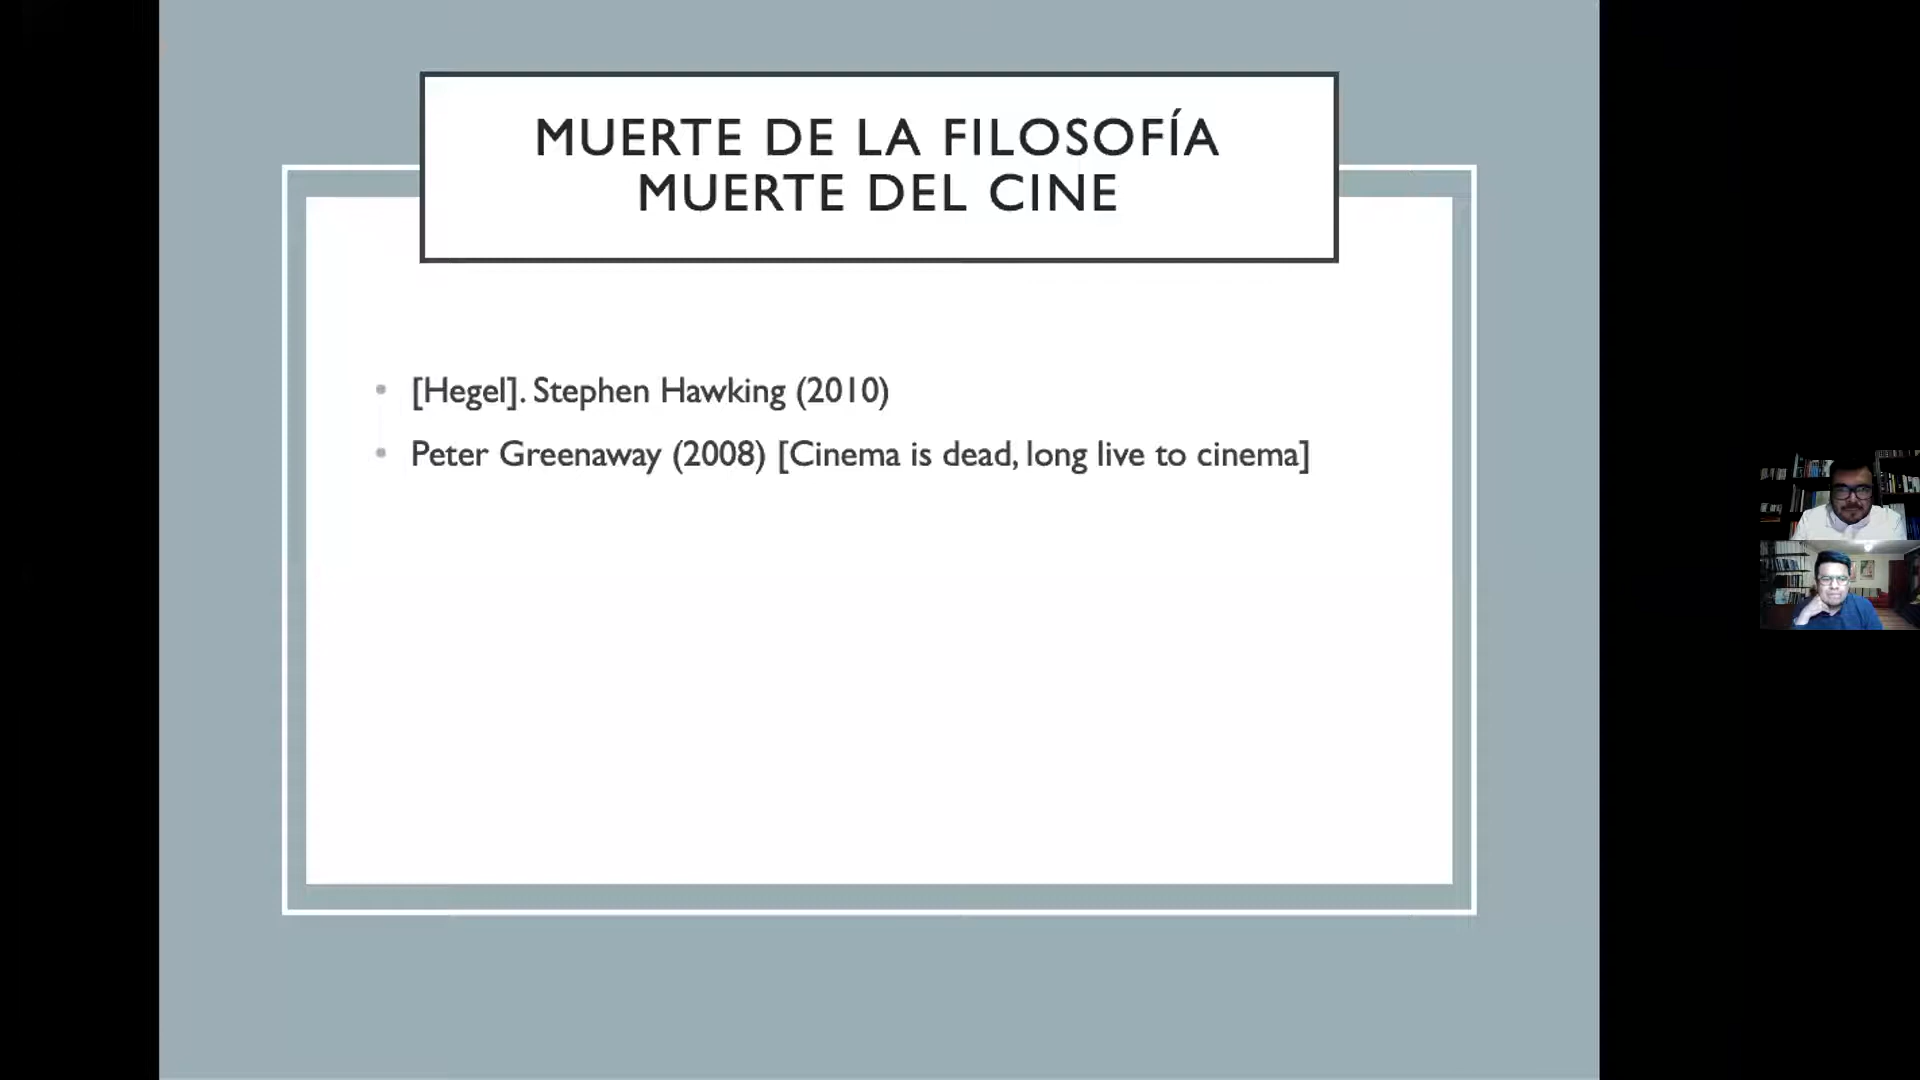 MUERTE DE LA FILOSOFÍA
MUERTE DEL CINE
[Hegel]. Stephen Hawking (2010)
Peter Greenaway (2008) [Cinema is dead, long live to cinema]